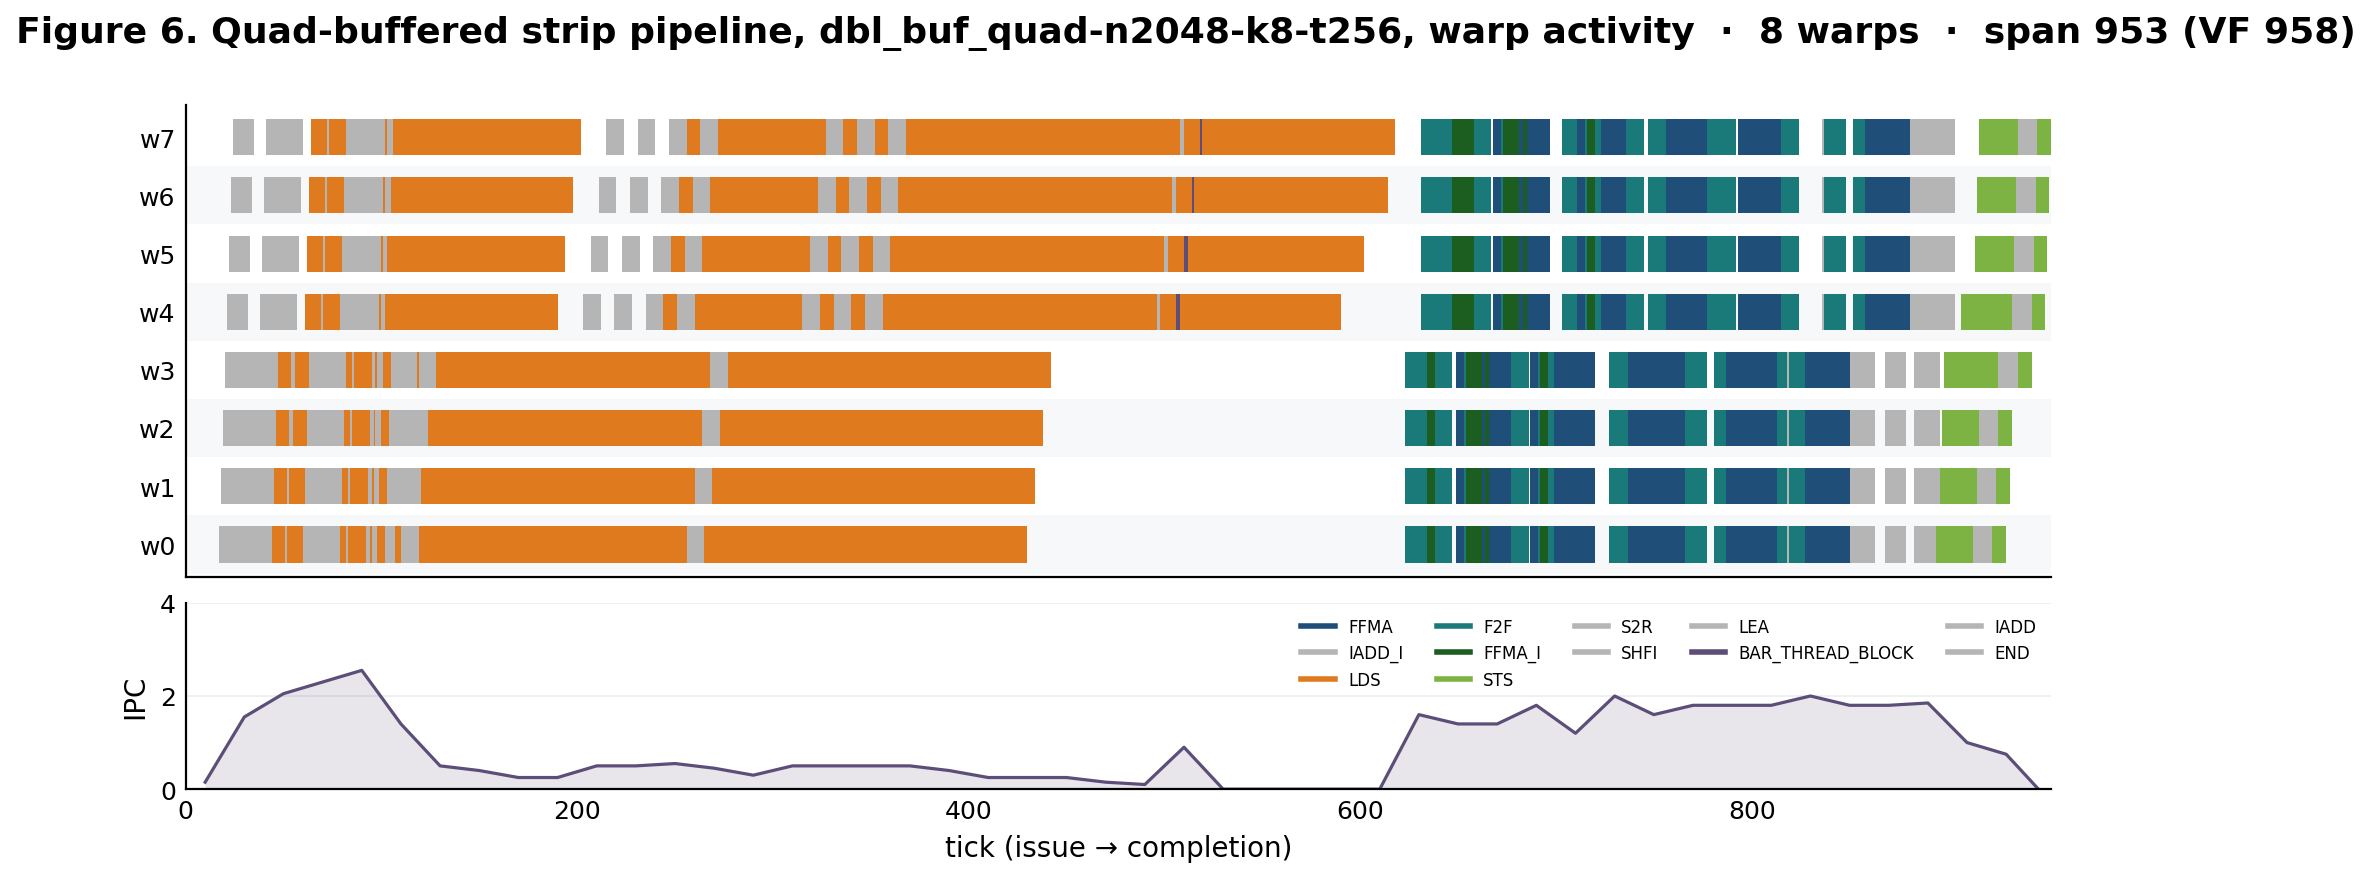 Figure 6. Quad-buffered strip pipeline, dbl_buf_quad-n2048-k8-t256, warp activity · 8 warps · span 953 (VF 958)
w7
w6
w5
w4
w3
w2
w1
w0
4
2
0
IPC
FFMA F2F S2R LEA IADD
IADD_I FFMA_I SHFI BAR_THREAD_BLOCK END
LDS STS
0 200 400 600 800
tick (issue → completion)